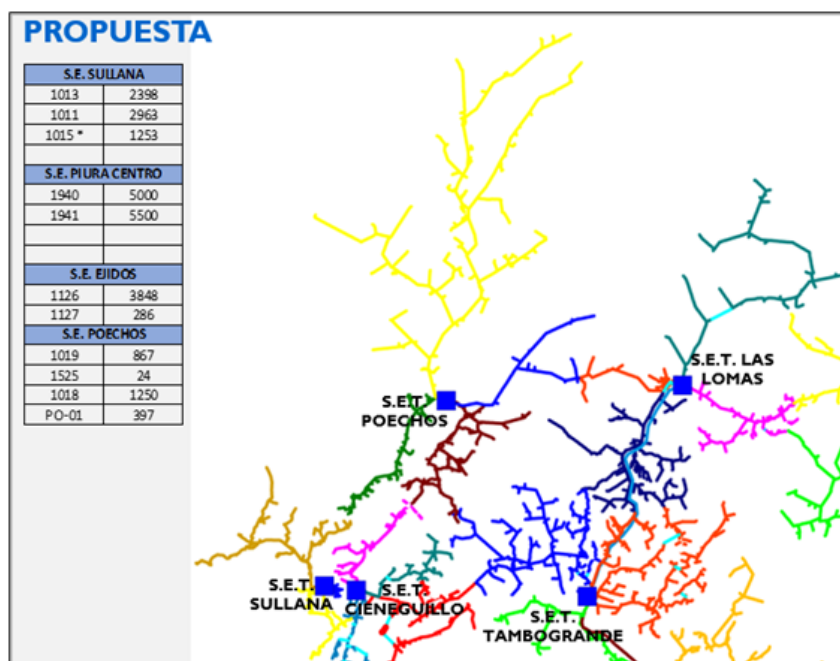 PROPUESTA
S.E. SULLANA
1013 2398
1011 2963
1015 * 1253
S.E. PIURA CENTRO
1940 5000
1941 5500
S.E. EJIDOS
1126 3848
1127 286
S.E. POECHOS
1019 867
1525 24
1018 1250
PO-01 397
S.E.T. LAS
LOMAS
S.E.T.
POECHOS
S.E.T.
SULLANA
S.E.T.
CIENEGUILLO
S.E.T.
TAMBOGRANDE